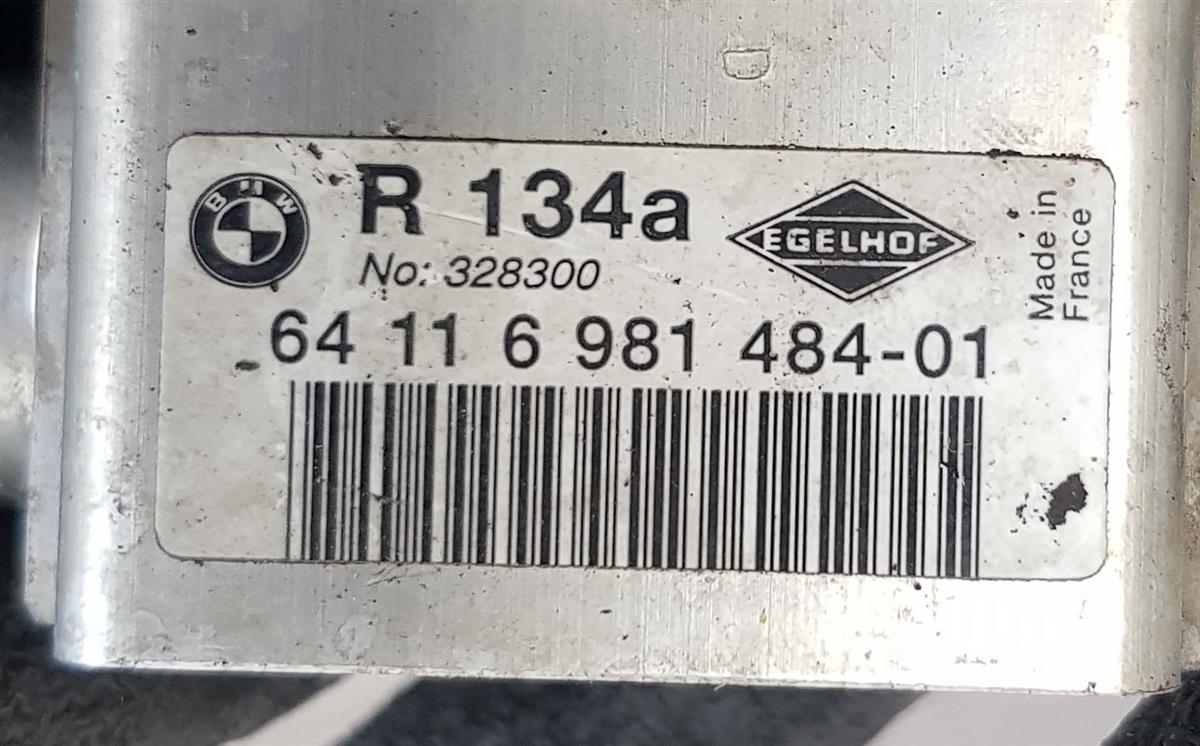 BMW
R 134a
EGELHOF
No: 328300
64 11 6 981 484-01
Made in
France